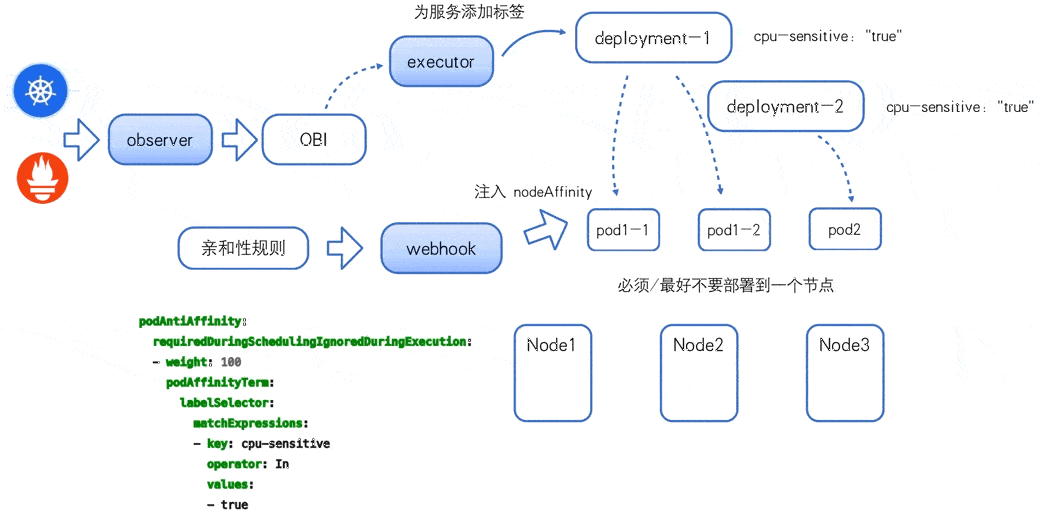 为服务添加标签
deployment-1
cpu-sensitive: "true"
executor
deployment-2
cpu-sensitive: "true"
observer
OBI
注入 nodeAffinity
亲和性规则
webhook
pod1-1
pod1-2
pod2
必须/最好不要部署到一个节点
podAntiAffinity:
requiredDuringSchedulingIgnoredDuringExecution:
- weight: 100
podAffinityTerm:
labelSelector:
matchExpressions:
- key: cpu-sensitive
operator: In
values:
- true
Node1
Node2
Node3